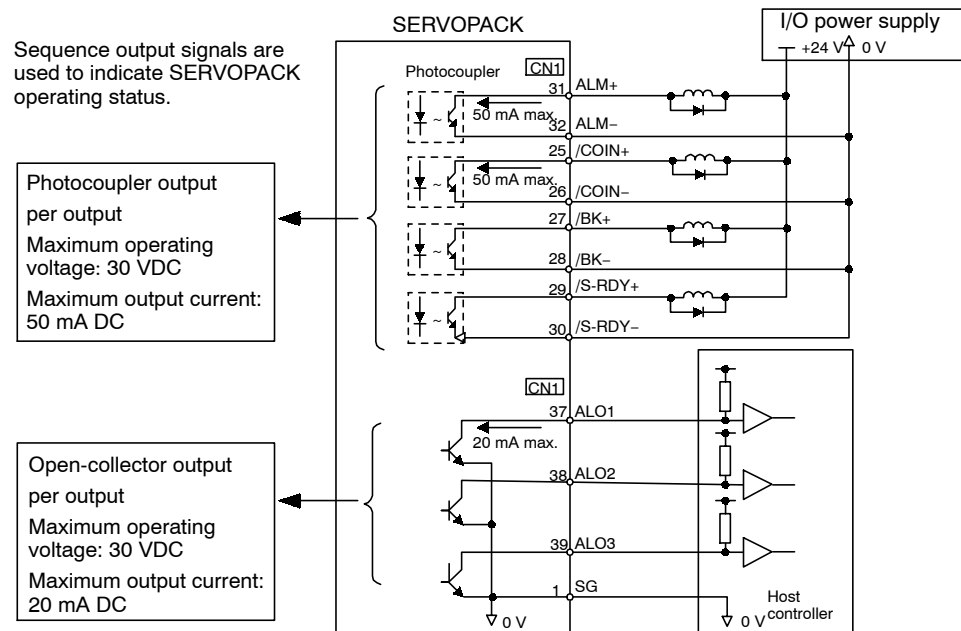 SERVOPACK
I/O power supply
+24 V
0 V
Sequence output signals are
used to indicate SERVOPACK
operating status.
Photocoupler
CN1
31
ALM+
50 mA max.
32
ALM−
25
/COIN+
50 mA max.
26
/COIN−
27
/BK+
28
/BK−
29
/S-RDY+
30
/S-RDY−
~
~
~
~
Photocoupler output
per output
Maximum operating
voltage: 30 VDC
Maximum output current:
50 mA DC
CN1
37
ALO1
20 mA max.
38
ALO2
39
ALO3
1
SG
0 V
0 V
Host
controller
Open-collector output
per output
Maximum operating
voltage: 30 VDC
Maximum output current:
20 mA DC